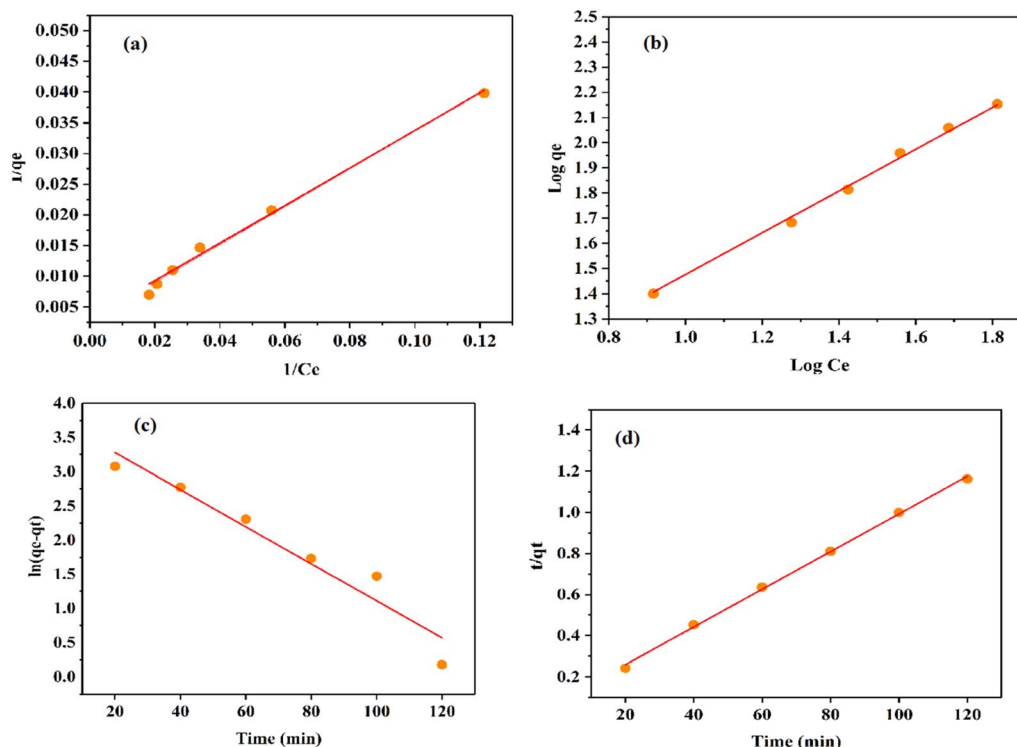 (a)
1/qe
0.050
0.045
0.040
0.035
0.030
0.025
0.020
0.015
0.010
0.005
0.00 0.02 0.04 0.06 0.08 0.10 0.12
1/Ce
(b)
Log qe
2.5
2.4
2.3
2.2
2.1
2.0
1.9
1.8
1.7
1.6
1.5
1.4
1.3
0.8 1.0 1.2 1.4 1.6 1.8
Log Ce
(c)
ln(qe-qt)
4.0
3.5
3.0
2.5
2.0
1.5
1.0
0.5
0.0
20 40 60 80 100 120
Time (min)
(d)
t/qt
1.4
1.2
1.0
0.8
0.6
0.4
0.2
20 40 60 80 100 120
Time (min)